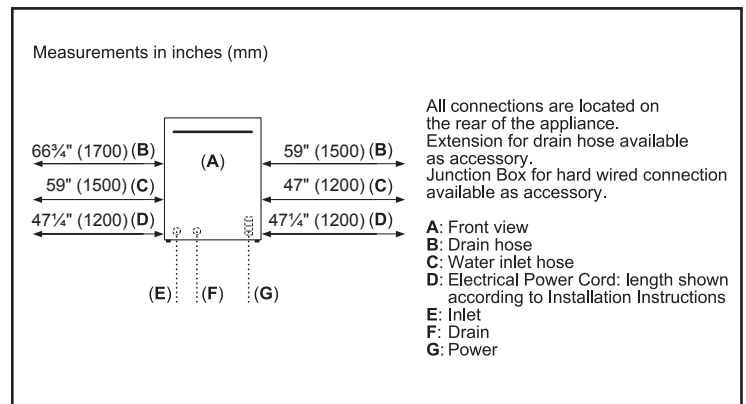 Measurements in inches (mm)
66¾" (1700) (B)
59" (1500) (C)
47¼" (1200) (D)
(A)
59" (1500) (B)
47" (1200) (C)
47¼" (1200) (D)
(E)
(F)
(G)
All connections are located on
the rear of the appliance.
Extension for drain hose available
as accessory.
Junction Box for hard wired connection
available as accessory.
A: Front view
B: Drain hose
C: Water inlet hose
D: Electrical Power Cord: length shown
according to Installation Instructions
E: Inlet
F: Drain
G: Power